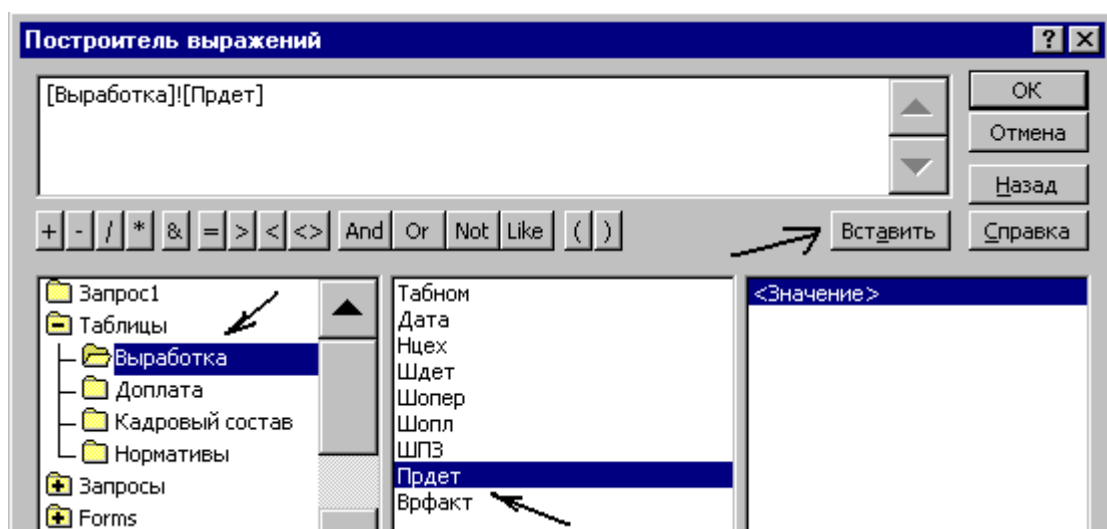 Построитель выражений
[Выработка]![Прдет]
OK
Отмена
Назад
+ - / * & = > < <> And Or Not Like ( )
Вставить
Справка
Запрос1
Таблицы
Выработка
Доплата
Кадровый состав
Нормативы
Запросы
Forms
Табном
Дата
Нцех
Шдет
Шопер
Шопл
ШПЗ
Прдет
Врфакт
<Значение>